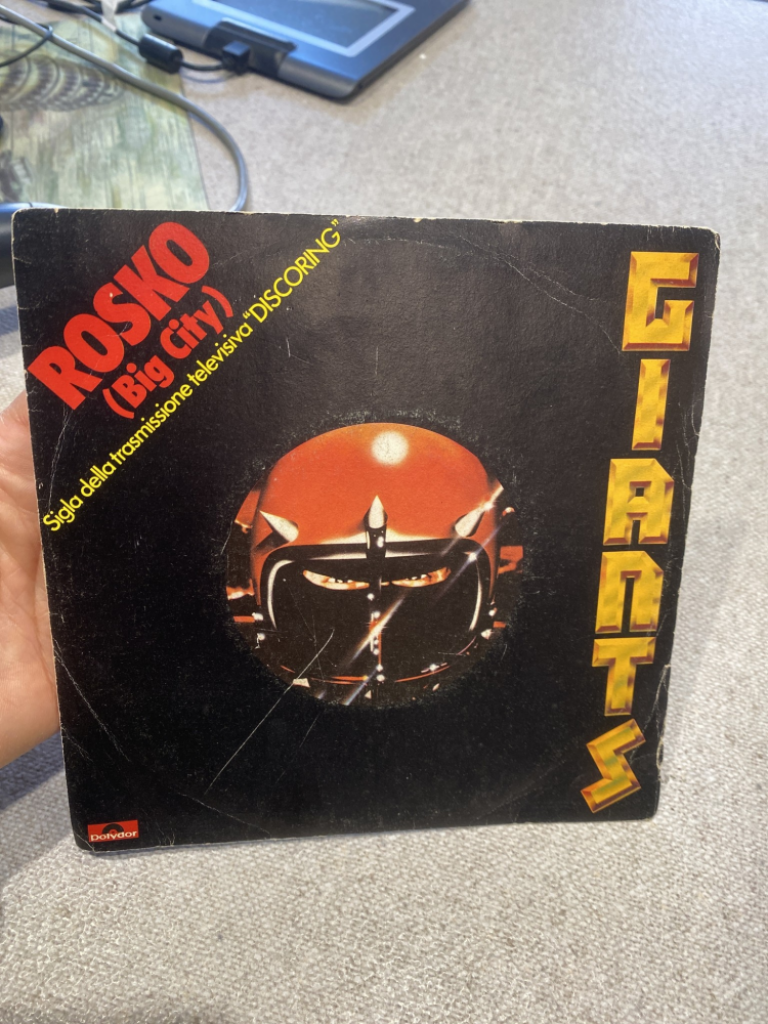 ROSKO
(Big City)
Sigla della trasmissione televisiva "DISCORING"
GIANTS
Polydor